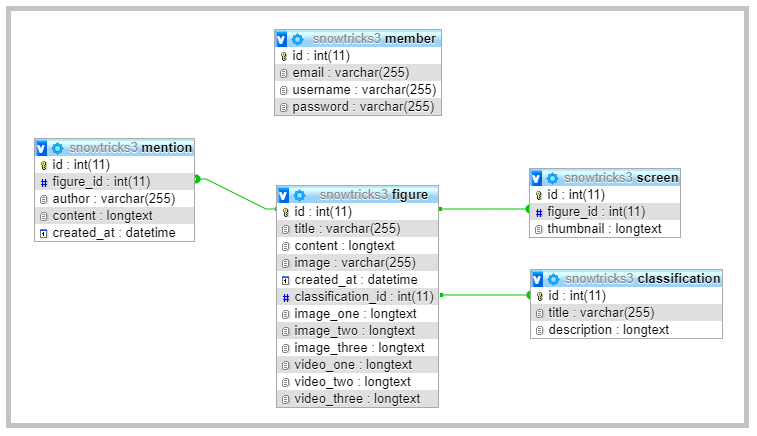 snowtricks3 member
id : int(11)
email : varchar(255)
username : varchar(255)
password : varchar(255)
snowtricks3 mention
id : int(11)
figure_id : int(11)
author : varchar(255)
content : longtext
created_at : datetime
snowtricks3 figure
id : int(11)
title : varchar(255)
content : longtext
image : varchar(255)
created_at : datetime
classification_id : int(11)
image_one : longtext
image_two : longtext
image_three : longtext
video_one : longtext
video_two : longtext
video_three : longtext
snowtricks3 screen
id : int(11)
figure_id : int(11)
thumbnail : longtext
snowtricks3 classification
id : int(11)
title : varchar(255)
description : longtext